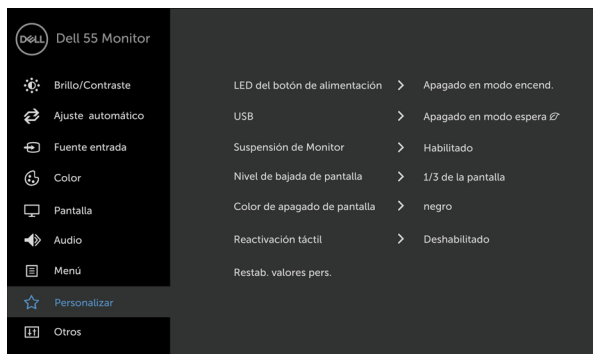 DELL Dell 55 Monitor
Brillo/Contraste
Ajuste automático
Fuente entrada
Color
Pantalla
Audio
Menú
Personalizar
Otros
LED del botón de alimentación > Apagado en modo encend.
USB > Apagado en modo espera
Suspensión de Monitor > Habilitado
Nivel de bajada de pantalla > 1/3 de la pantalla
Color de apagado de pantalla > negro
Reactivación táctil > Deshabilitado
Restab. valores pers.